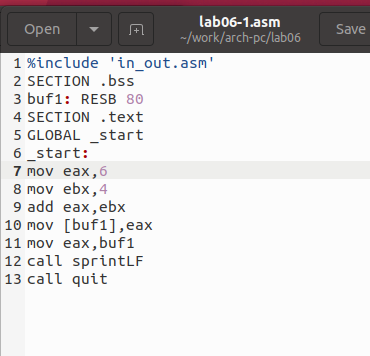 Open
lab06-1.asm
~/work/arch-pc/lab06
Save
1 %include 'in_out.asm'
2 SECTION .bss
3 buf1: RESB 80
4 SECTION .text
5 GLOBAL _start
6 _start:
7 mov eax,6
8 mov ebx,4
9 add eax,ebx
10 mov [buf1],eax
11 mov eax,buf1
12 call sprintLF
13 call quit